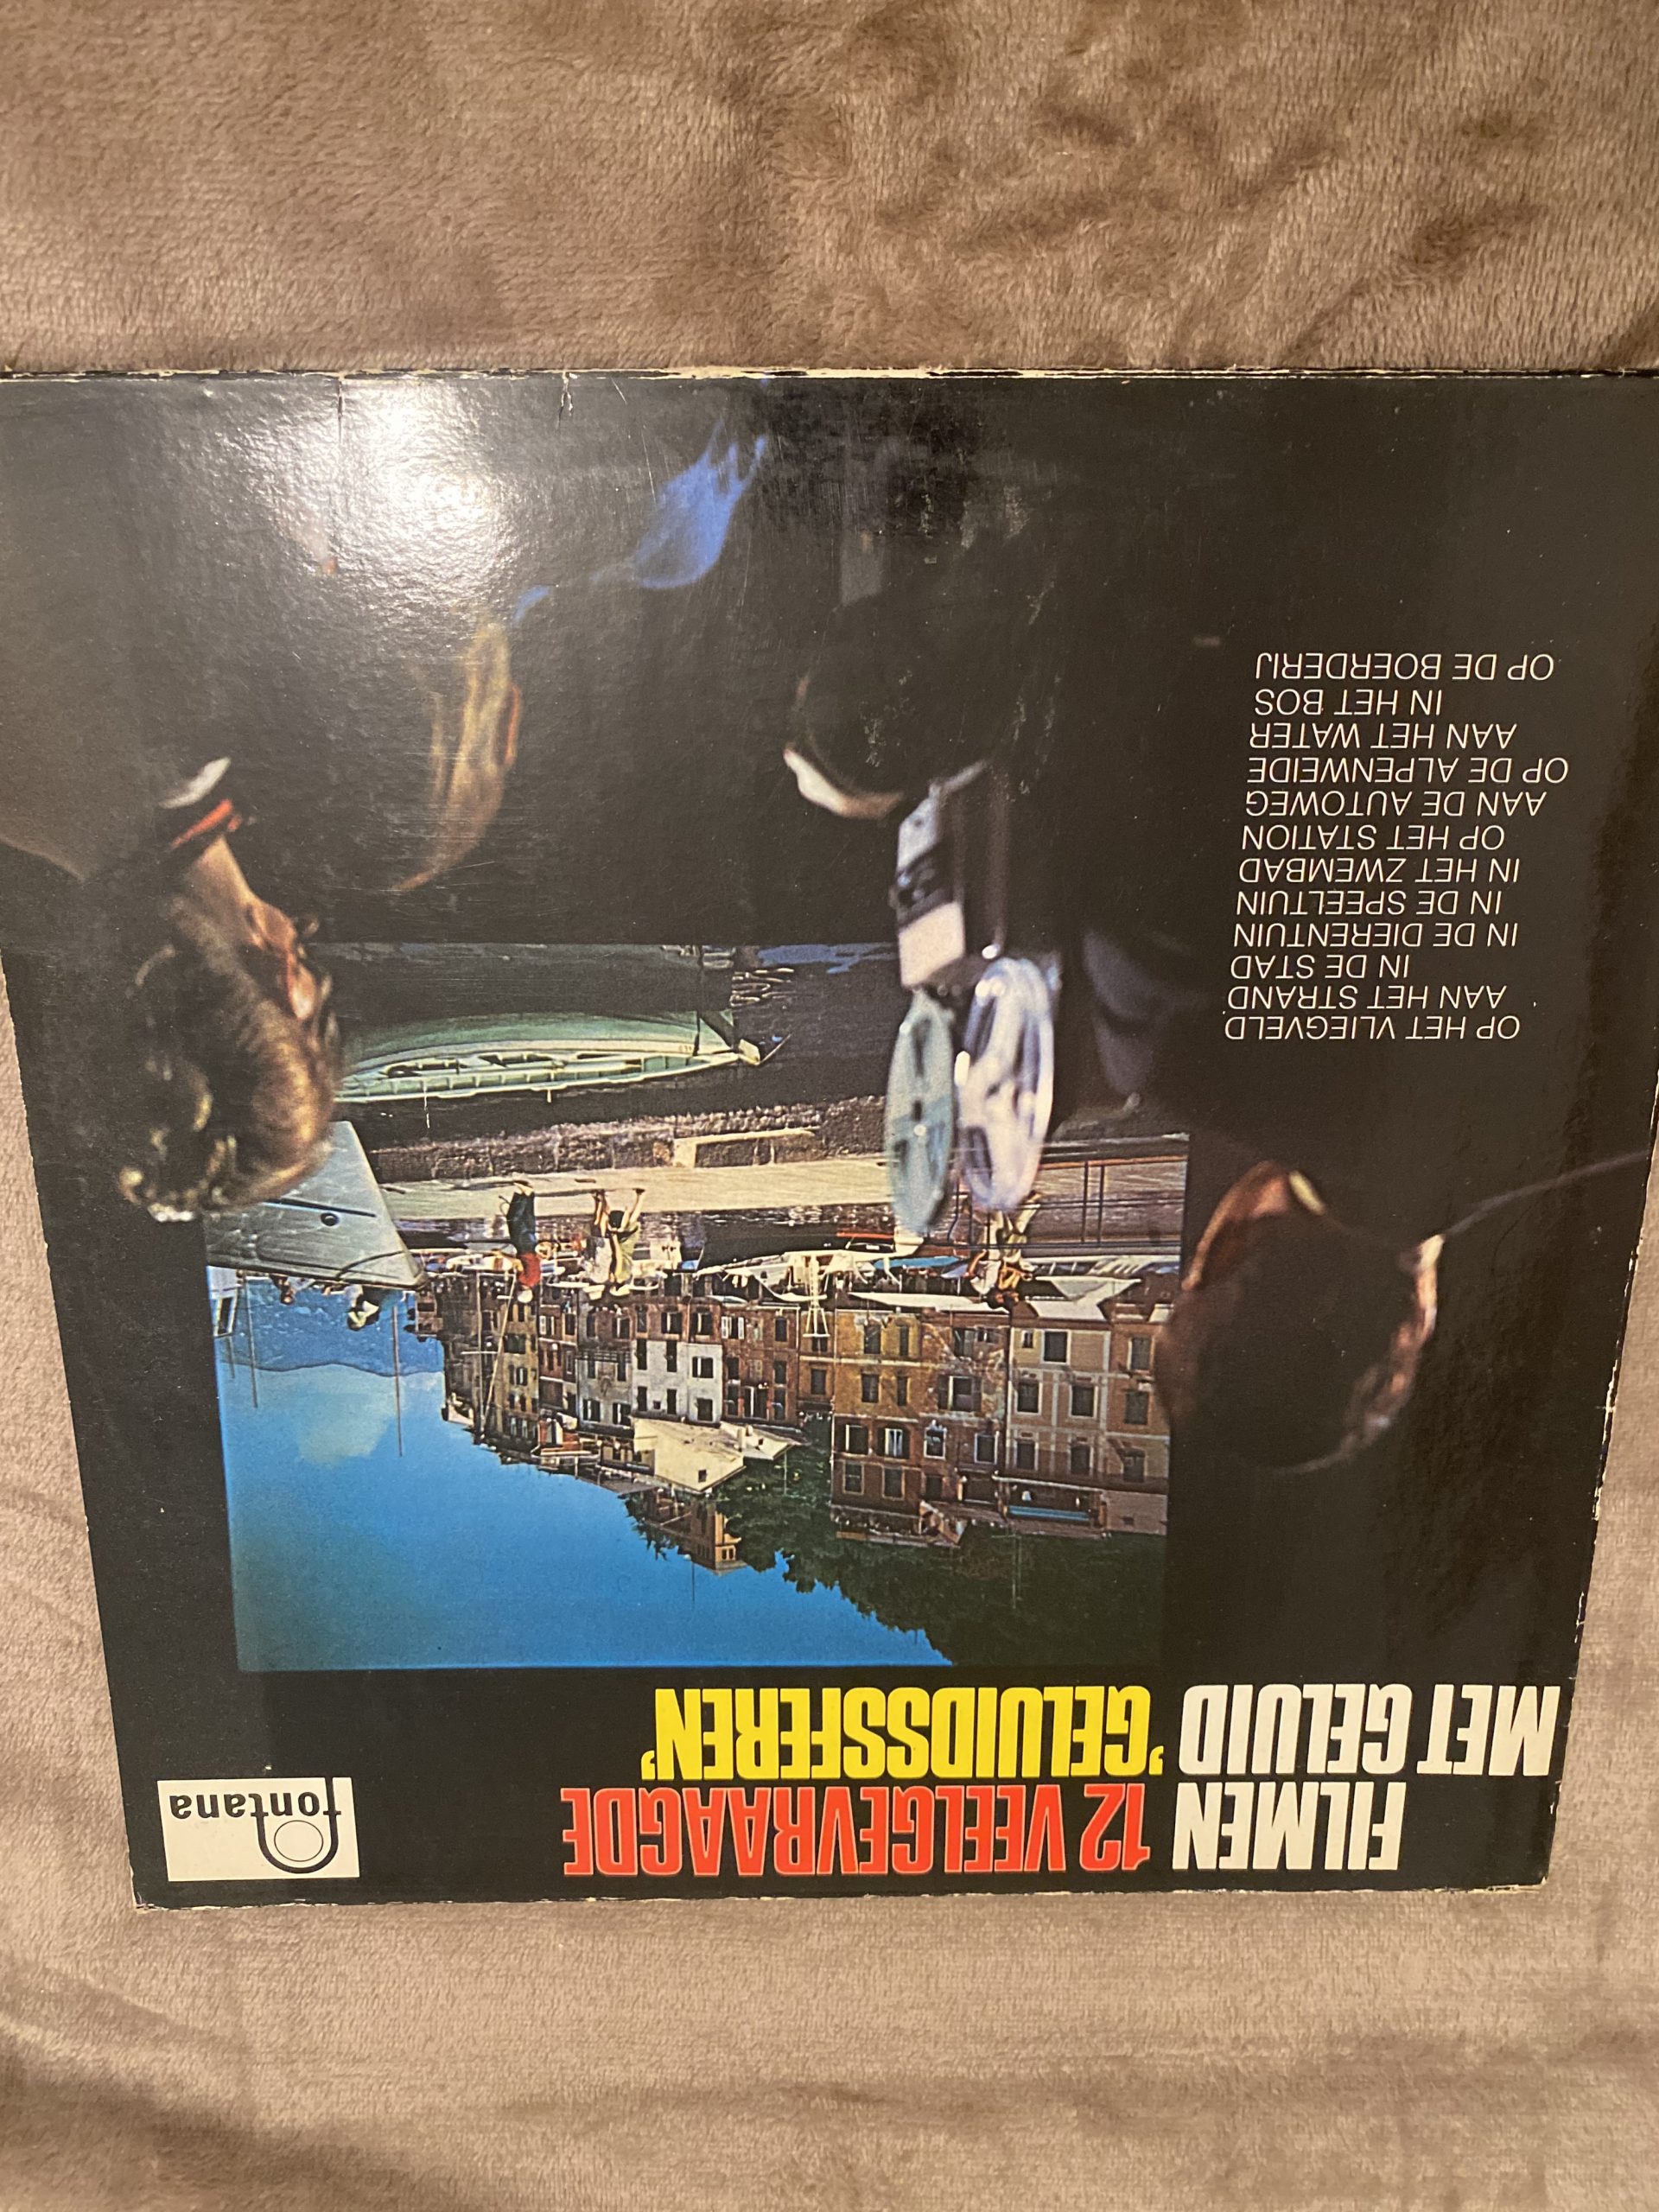 FILMEN 12 VEELGEVRAAGDE
MET GELUID 'GELUIDSSFEREN'
fontana
OP HET VLIEGVELD
AAN HET STRAND
IN DE STAD
IN DE DIERENTUIN
IN DE SPEELTUIN
IN HET ZWEMBAD
OP HET STATION
AAN DE AUTOWEG
OP DE ALPENWEIDE
AAN HET WATER
IN HET BOS
OP DE BOERDERIJ